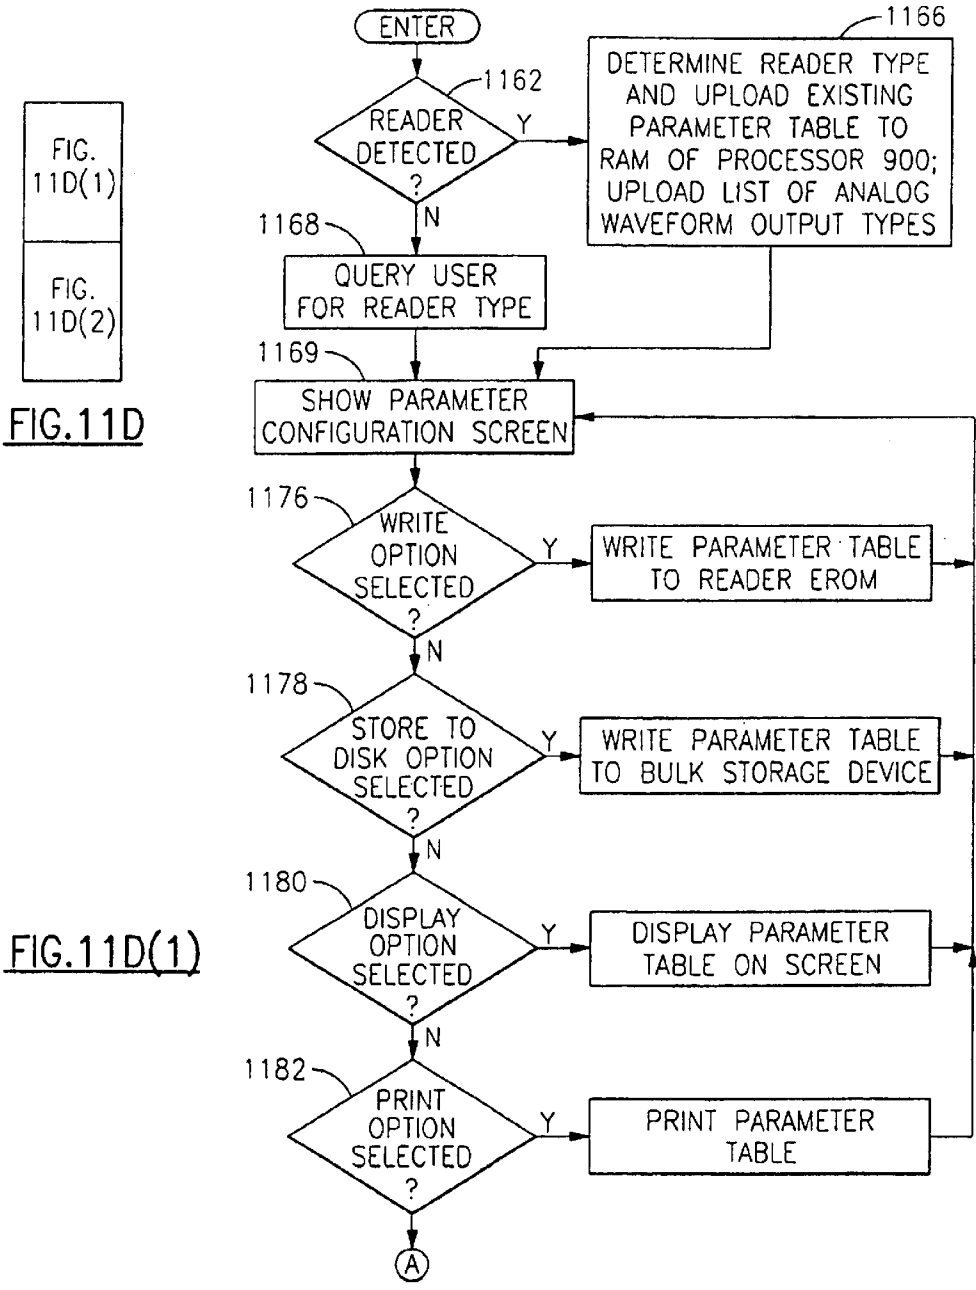 ENTER
1162
READER
DETECTED
?
Y
N
1166
DETERMINE READER TYPE
AND UPLOAD EXISTING
PARAMETER TABLE TO
RAM OF PROCESSOR 900;
UPLOAD LIST OF ANALOG
WAVEFORM OUTPUT TYPES
FIG.
11D(1)
FIG.
11D(2)
FIG.11D
1168
QUERY USER
FOR READER TYPE
1169
SHOW PARAMETER
CONFIGURATION SCREEN
1176
WRITE
OPTION
SELECTED
?
Y
N
WRITE PARAMETER TABLE
TO READER EROM
1178
STORE TO
DISK OPTION
SELECTED
?
Y
N
WRITE PARAMETER TABLE
TO BULK STORAGE DEVICE
1180
DISPLAY
OPTION
SELECTED
?
Y
N
DISPLAY PARAMETER
TABLE ON SCREEN
FIG.11D(1)
1182
PRINT
OPTION
SELECTED
?
Y
PRINT PARAMETER
TABLE
A